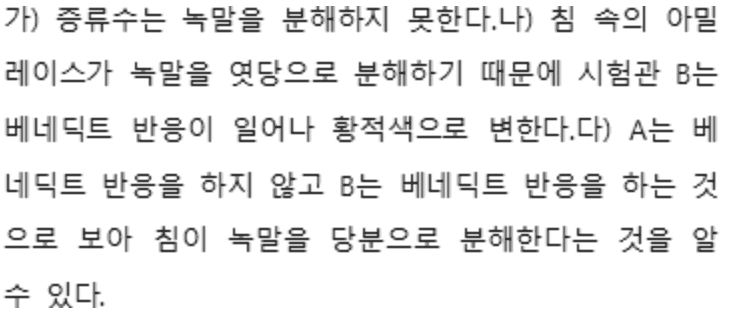 가) 증류수는 녹말을 분해하지 못한다.나) 침 속의 아밀
레이스가 녹말을 엿당으로 분해하기 때문에 시험관 B는
베네딕트 반응이 일어나 황적색으로 변한다.다) A는 베
네딕트 반응을 하지 않고 B는 베네딕트 반응을 하는 것
으로 보아 침이 녹말을 당분으로 분해한다는 것을 알
수 있다.